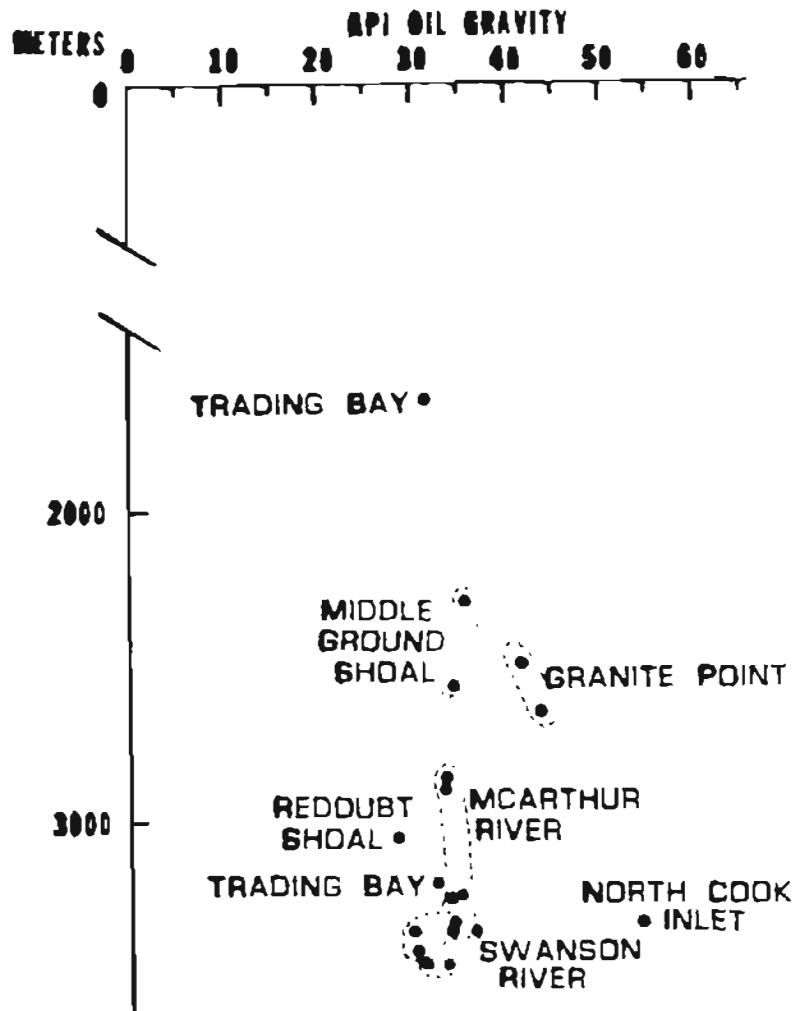 API OIL GRAVITY
METERS
0 10 20 30 40 50 60
0
TRADING BAY
2000
MIDDLE
GROUND
SHOAL
GRANITE POINT
MCARTHUR
RIVER
REDOUBT
SHOAL
3000
TRADING BAY
NORTH COOK
INLET
SWANSON
RIVER